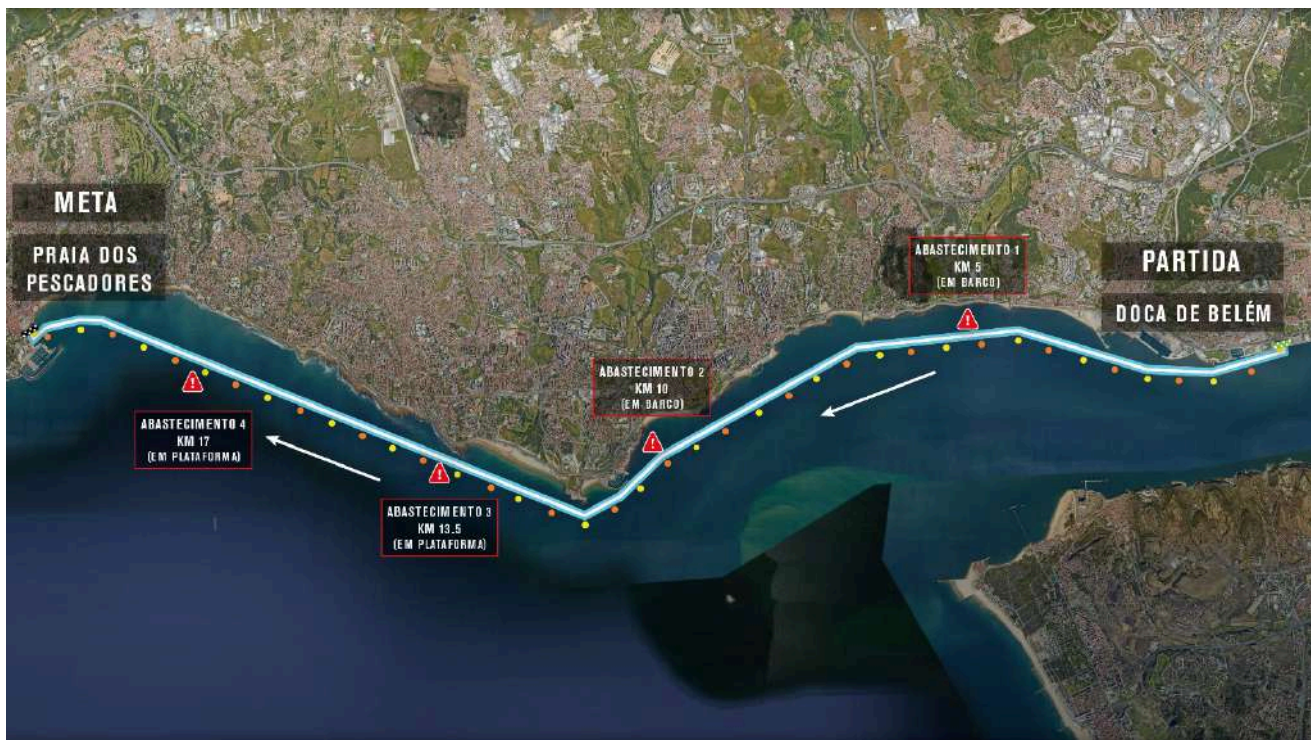 META
PRAIA DOS
PESCADORES
ABASTECIMENTO 1
KM 5
(EM BARCO)
PARTIDA
DOCA DE BELÉM
ABASTECIMENTO 2
KM 10
(EM BARCO)
ABASTECIMENTO 4
KM 17
(EM PLATAFORMA)
ABASTECIMENTO 3
KM 13.5
(EM PLATAFORMA)